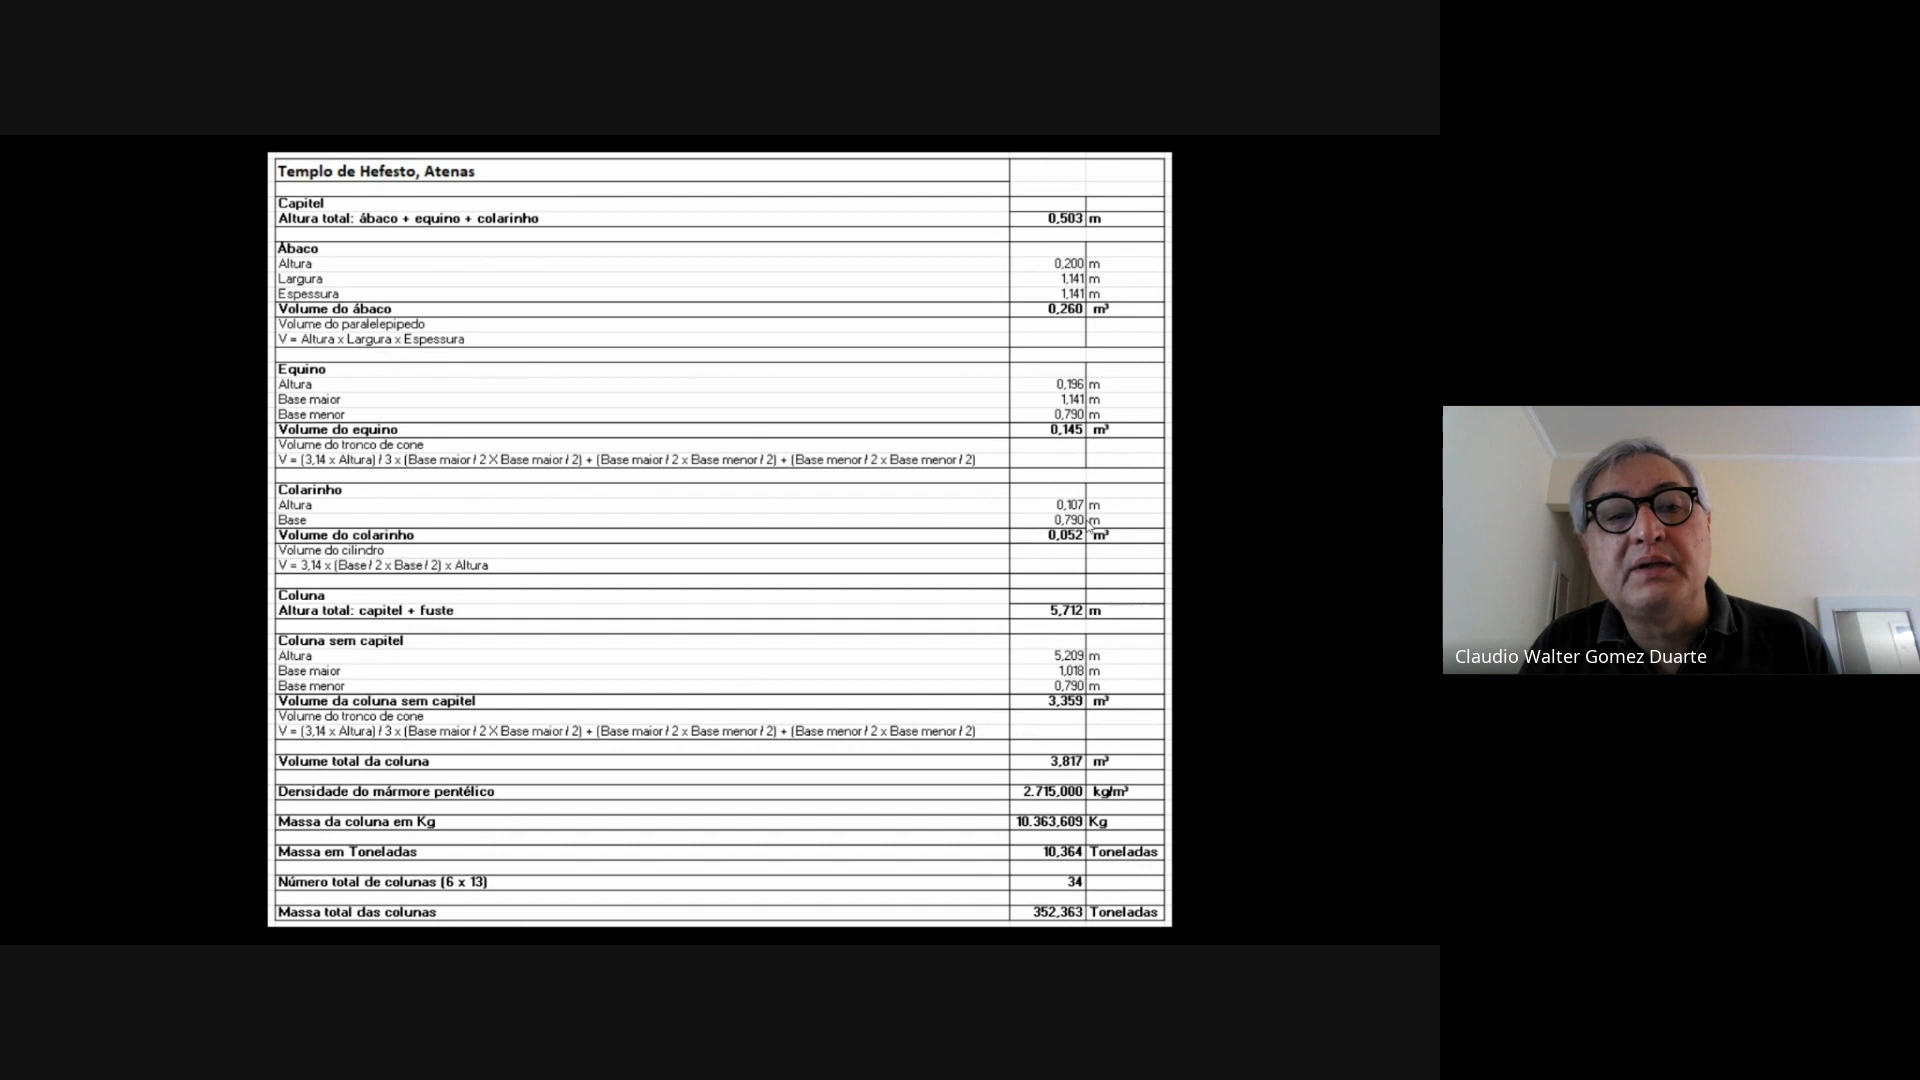 Templo de Hefesto, Atenas
Capitel
Altura total: ábaco + equino + colarinho 0,503 m
Ábaco
Altura 0,200 m
Largura 1,141 m
Espessura 1,141 m
Volume do ábaco 0,260 m³
Volume do paralelepipedo
V = Altura x Largura x Espessura
Equino
Altura 0,196 m
Base maior 1,141 m
Base menor 0,790 m
Volume do equino 0,145 m³
Volume do tronco de cone
V = (3,14 x Altura) / 3 x (Base maior / 2 X Base maior / 2) + (Base maior / 2 x Base menor / 2) + (Base menor / 2 x Base menor / 2)
Colarinho
Altura 0,107 m
Base 0,790 m
Volume do colarinho 0,052 m³
Volume do cilindro
V = 3,14 x (Base / 2 x Base / 2) x Altura
Coluna
Altura total: capitel + fuste 5,712 m
Coluna sem capitel
Altura 5,209 m
Base maior 1,018 m
Base menor 0,790 m
Volume da coluna sem capitel 3,359 m³
Volume do tronco de cone
V = (3,14 x Altura) / 3 x (Base maior / 2 X Base maior / 2) + (Base maior / 2 x Base menor / 2) + (Base menor / 2 x Base menor / 2)
Volume total da coluna 3,817 m³
Densidade do mármore pentélico 2.715,000 kg/m³
Massa da coluna em Kg 10.363,609 Kg
Massa em Toneladas 10,364 Toneladas
Número total de colunas (6 x 13) 34
Massa total das colunas 352,363 Toneladas
Claudio Walter Gomez Duarte